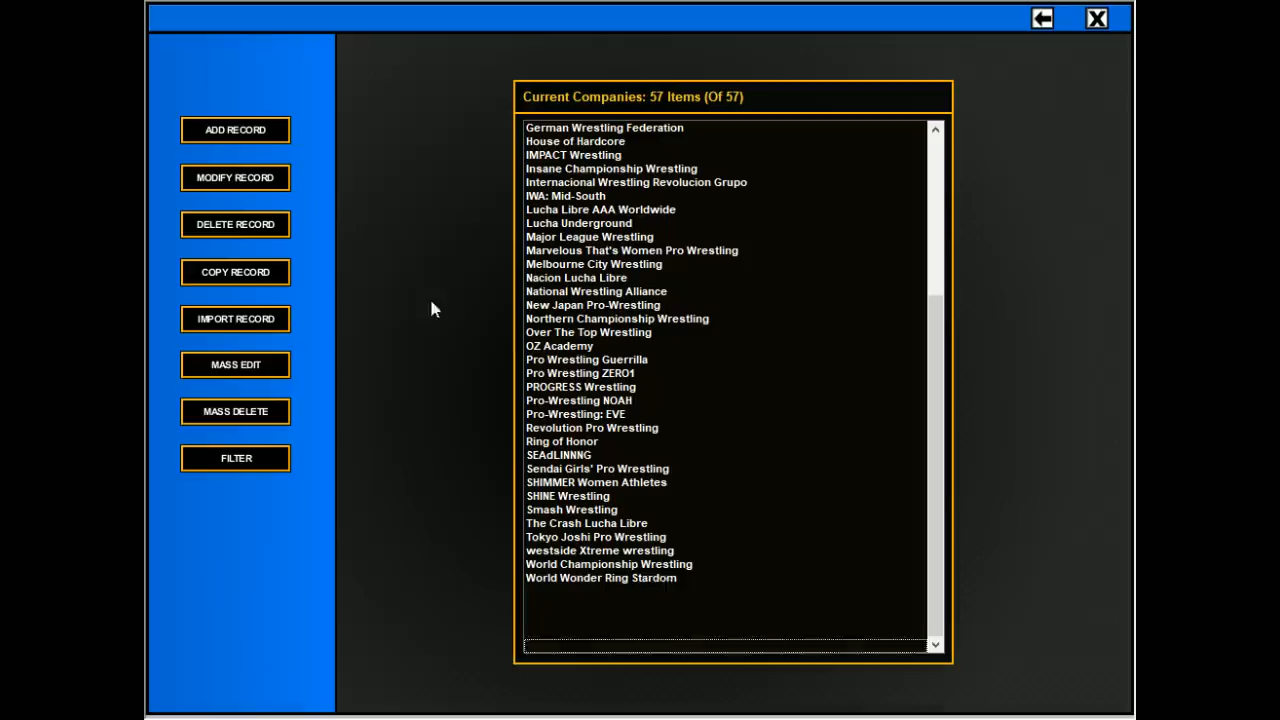 ADD RECORD
MODIFY RECORD
DELETE RECORD
COPY RECORD
IMPORT RECORD
MASS EDIT
MASS DELETE
FILTER
Current Companies: 57 Items (Of 57)
German Wrestling Federation
House of Hardcore
IMPACT Wrestling
Insane Championship Wrestling
Internacional Wrestling Revolucion Grupo
IWA: Mid-South
Lucha Libre AAA Worldwide
Lucha Underground
Major League Wrestling
Marvelous That's Women Pro Wrestling
Melbourne City Wrestling
Nacion Lucha Libre
National Wrestling Alliance
New Japan Pro-Wrestling
Northern Championship Wrestling
Over The Top Wrestling
OZ Academy
Pro Wrestling Guerrilla
Pro Wrestling ZERO1
PROGRESS Wrestling
Pro-Wrestling NOAH
Pro-Wrestling: EVE
Revolution Pro Wrestling
Ring of Honor
SEAdLINNNG
Sendai Girls' Pro Wrestling
SHIMMER Women Athletes
SHINE Wrestling
Smash Wrestling
The Crash Lucha Libre
Tokyo Joshi Pro Wrestling
westside Xtreme wrestling
World Championship Wrestling
World Wonder Ring Stardom